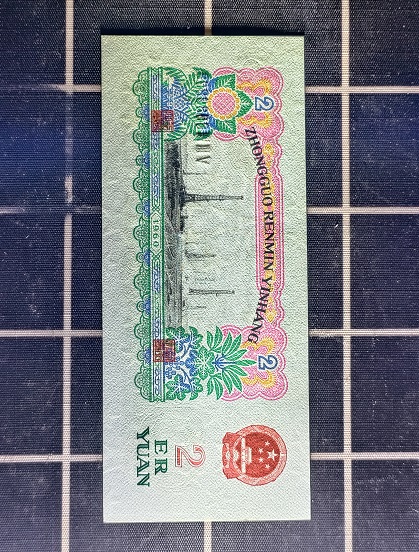 ZHONGGUO RENMIN YINHANG
2
2
1960
2
ER
YUAN